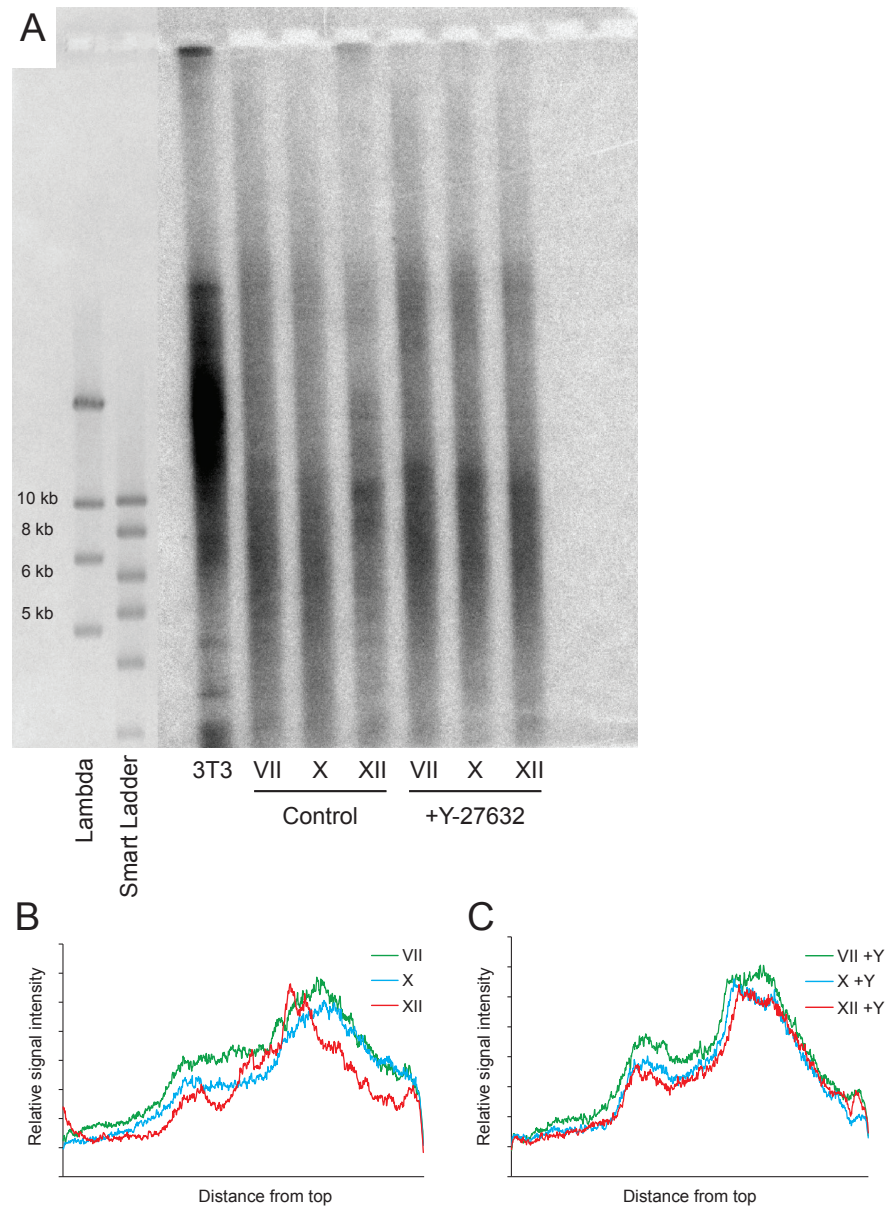 A
10 kb
8 kb
6 kb
5 kb
Lambda
Smart Ladder
3T3 VII X XII VII X XII
Control +Y-27632
B
Relative signal intensity
VII
X
XII
Distance from top
C
Relative signal intensity
VII +Y
X +Y
XII +Y
Distance from top